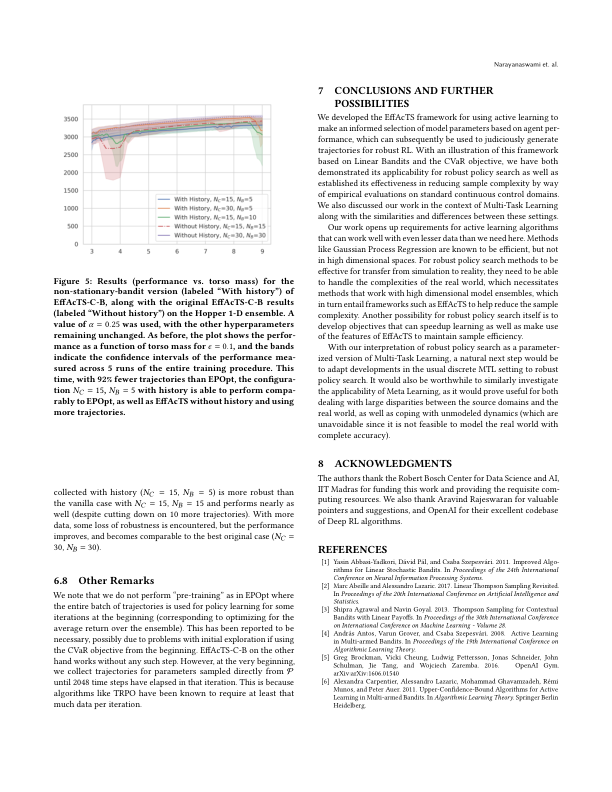 Narayanaswami et. al.
3500
3000
2500
2000
1500
1000
500
0
3 4 5 6 7 8 9
With History, N_C=15, N_B=5
With History, N_C=30, N_B=5
With History, N_C=15, N_B=10
Without History, N_C=15, N_B=15
Without History, N_C=30, N_B=30
Figure 5: Results (performance vs. torso mass) for the
non-stationary-bandit version (labeled “With history”) of
EffAcTS-C-B, along with the original EffAcTS-C-B results
(labeled “Without history”) on the Hopper 1-D ensemble. A
value of α = 0.25 was used, with the other hyperparameters
remaining unchanged. As before, the plot shows the perfor-
mance as a function of torso mass for ϵ = 0.1, and the bands
indicate the confidence intervals of the performance mea-
sured across 5 runs of the entire training procedure. This
time, with 92% fewer trajectories than EPOpt, the configura-
tion N_C = 15, N_B = 5 with history is able to perform compa-
rably to EPOpt, as well as EffAcTS without history and using
more trajectories.
collected with history (N_C = 15, N_B = 5) is more robust than
the vanilla case with N_C = 15, N_B = 15 and performs nearly as
well (despite cutting down on 10 more trajectories). With more
data, some loss of robustness is encountered, but the performance
improves, and becomes comparable to the best original case (N_C =
30, N_B = 30).
6.8 Other Remarks
We note that we do not perform “pre-training” as in EPOpt where
the entire batch of trajectories is used for policy learning for some
iterations at the beginning (corresponding to optimizing for the
average return over the ensemble). This has been reported to be
necessary, possibly due to problems with initial exploration if using
the CVaR objective from the beginning. EffAcTS-C-B on the other
hand works without any such step. However, at the very beginning,
we collect trajectories for parameters sampled directly from 𝒫
until 2048 time steps have elapsed in that iteration. This is because
algorithms like TRPO have been known to require at least that
much data per iteration.
7 CONCLUSIONS AND FURTHER
POSSIBILITIES
We developed the EffAcTS framework for using active learning to
make an informed selection of model parameters based on agent per-
formance, which can subsequently be used to judiciously generate
trajectories for robust RL. With an illustration of this framework
based on Linear Bandits and the CVaR objective, we have both
demonstrated its applicability for robust policy search as well as
established its effectiveness in reducing sample complexity by way
of empirical evaluations on standard continuous control domains.
We also discussed our work in the context of Multi-Task Learning
along with the similarities and differences between these settings.
Our work opens up requirements for active learning algorithms
that can work well with even lesser data than we need here. Methods
like Gaussian Process Regression are known to be efficient, but not
in high dimensional spaces. For robust policy search methods to be
effective for transfer from simulation to reality, they need to be able
to handle the complexities of the real world, which necessitates
methods that work with high dimensional model ensembles, which
in turn entail frameworks such as EffAcTS to help reduce the sample
complexity. Another possibility for robust policy search itself is to
develop objectives that can speedup learning as well as make use
of the features of EffAcTS to maintain sample efficiency.
With our interpretation of robust policy search as a parameter-
ized version of Multi-Task Learning, a natural next step would be
to adapt developments in the usual discrete MTL setting to robust
policy search. It would also be worthwhile to similarly investigate
the applicability of Meta Learning, as it would prove useful for both
dealing with large disparities between the source domains and the
real world, as well as coping with unmodeled dynamics (which are
unavoidable since it is not feasible to model the real world with
complete accuracy).
8 ACKNOWLEDGMENTS
The authors thank the Robert Bosch Center for Data Science and AI,
IIT Madras for funding this work and providing the requisite com-
puting resources. We also thank Aravind Rajeswaran for valuable
pointers and suggestions, and OpenAI for their excellent codebase
of Deep RL algorithms.
REFERENCES
[1] Yasin Abbasi-Yadkori, Dávid Pál, and Csaba Szepesvári. 2011. Improved Algo-
rithms for Linear Stochastic Bandits. In Proceedings of the 24th International
Conference on Neural Information Processing Systems.
[2] Marc Abeille and Alessandro Lazaric. 2017. Linear Thompson Sampling Revisited.
In Proceedings of the 20th International Conference on Artificial Intelligence and
Statistics.
[3] Shipra Agrawal and Navin Goyal. 2013. Thompson Sampling for Contextual
Bandits with Linear Payoffs. In Proceedings of the 30th International Conference
on International Conference on Machine Learning - Volume 28.
[4] András Antos, Varun Grover, and Csaba Szepesvári. 2008. Active Learning
in Multi-armed Bandits. In Proceedings of the 19th International Conference on
Algorithmic Learning Theory.
[5] Greg Brockman, Vicki Cheung, Ludwig Pettersson, Jonas Schneider, John
Schulman, Jie Tang, and Wojciech Zaremba. 2016. OpenAI Gym.
arXiv:arXiv:1606.01540
[6] Alexandra Carpentier, Alessandro Lazaric, Mohammad Ghavamzadeh, Rémi
Munos, and Peter Auer. 2011. Upper-Confidence-Bound Algorithms for Active
Learning in Multi-armed Bandits. In Algorithmic Learning Theory. Springer Berlin
Heidelberg.